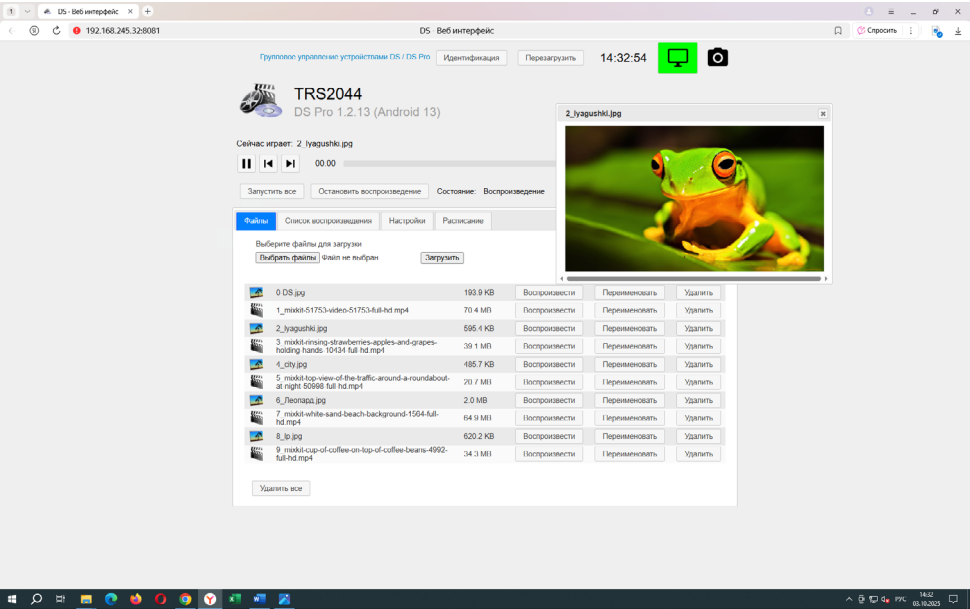 1
DS - Веб интерфейс
192.168.245.32:8081
DS Веб интерфейс
Спросить
Групповое управление устройствами DS / DS Pro
Идентификация
Перезагрузить
14:32:54
TRS2044
DS Pro 1.2.13 (Android 13)
Сейчас играет: 2_lyagushki.jpg
00:00
Запустить все
Остановить воспроизведение
Состояние: Воспроизведение
2_lyagushki.jpg
Файлы
Список воспроизведения
Настройки
Расписание
Выберите файлы для загрузки
Выбрать файлы Файл не выбран
Загрузить
0 DS.jpg 193.9 KB Воспроизвести Переименовать Удалить
1_mixkit-51753-video-51753-full-hd.mp4 70.4 MB Воспроизвести Переименовать Удалить
2_lyagushki.jpg 595.4 KB Воспроизвести Переименовать Удалить
3_mixkit-rinsing-strawberries-apples-and-grapes-
holding-hands-10434-full-hd.mp4 39.1 MB Воспроизвести Переименовать Удалить
4_city.jpg 485.7 KB Воспроизвести Переименовать Удалить
5_mixkit-top-view-of-the-traffic-around-a-roundabout-
at-night-50998-full-hd.mp4 20.7 MB Воспроизвести Переименовать Удалить
6_Леопард.jpg 2.0 MB Воспроизвести Переименовать Удалить
7_mixkit-white-sand-beach-background-1564-full-
hd.mp4 64.9 MB Воспроизвести Переименовать Удалить
8_lp.jpg 620.2 KB Воспроизвести Переименовать Удалить
9_mixkit-cup-of-coffee-on-top-of-coffee-beans-4992-
full-hd.mp4 34.3 MB Воспроизвести Переименовать Удалить
Удалить все
РУС
14:32
03.10.2025